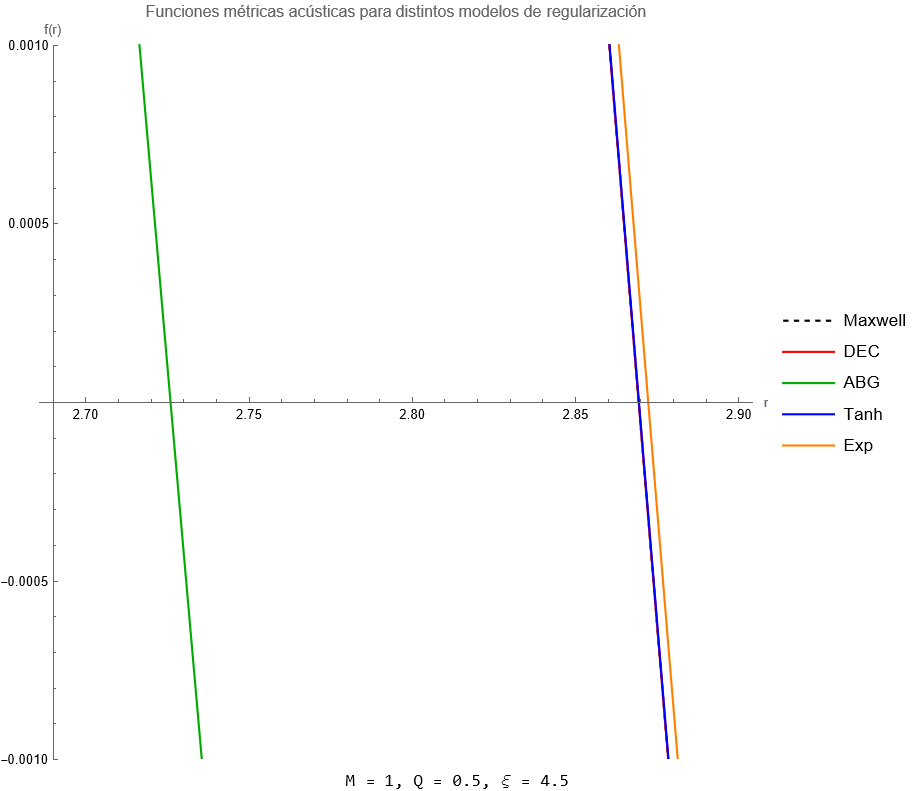 Funciones métricas acústicas para distintos modelos de regularización
f(r)
0.0010
0.0005
2.70 2.75 2.80 2.85 2.90 r
-0.0005
-0.0010
Maxwell
DEC
ABG
Tanh
Exp
M = 1, Q = 0.5, ξ = 4.5